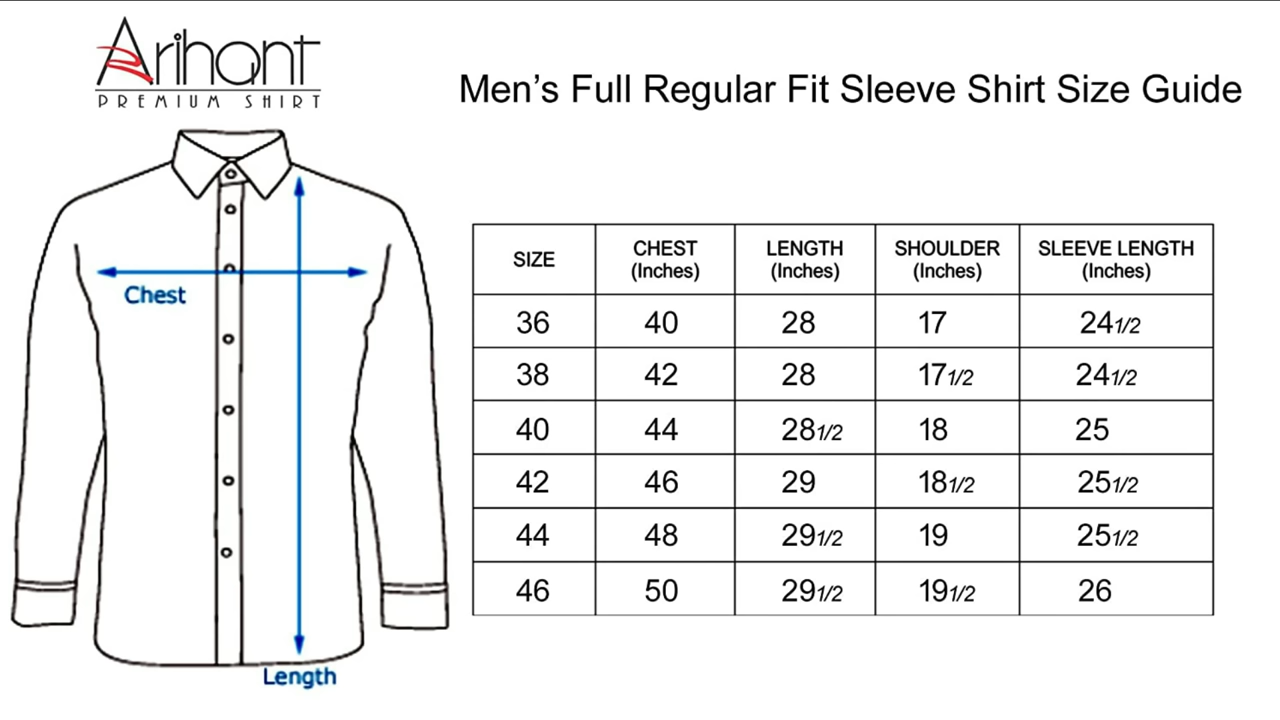 Arihant
PREMIUM SHIRT
Men's Full Regular Fit Sleeve Shirt Size Guide
Chest
Length
SIZE CHEST (Inches) LENGTH (Inches) SHOULDER (Inches) SLEEVE LENGTH (Inches)
36 40 28 17 24 1/2
38 42 28 17 1/2 24 1/2
40 44 28 1/2 18 25
42 46 29 18 1/2 25 1/2
44 48 29 1/2 19 25 1/2
46 50 29 1/2 19 1/2 26